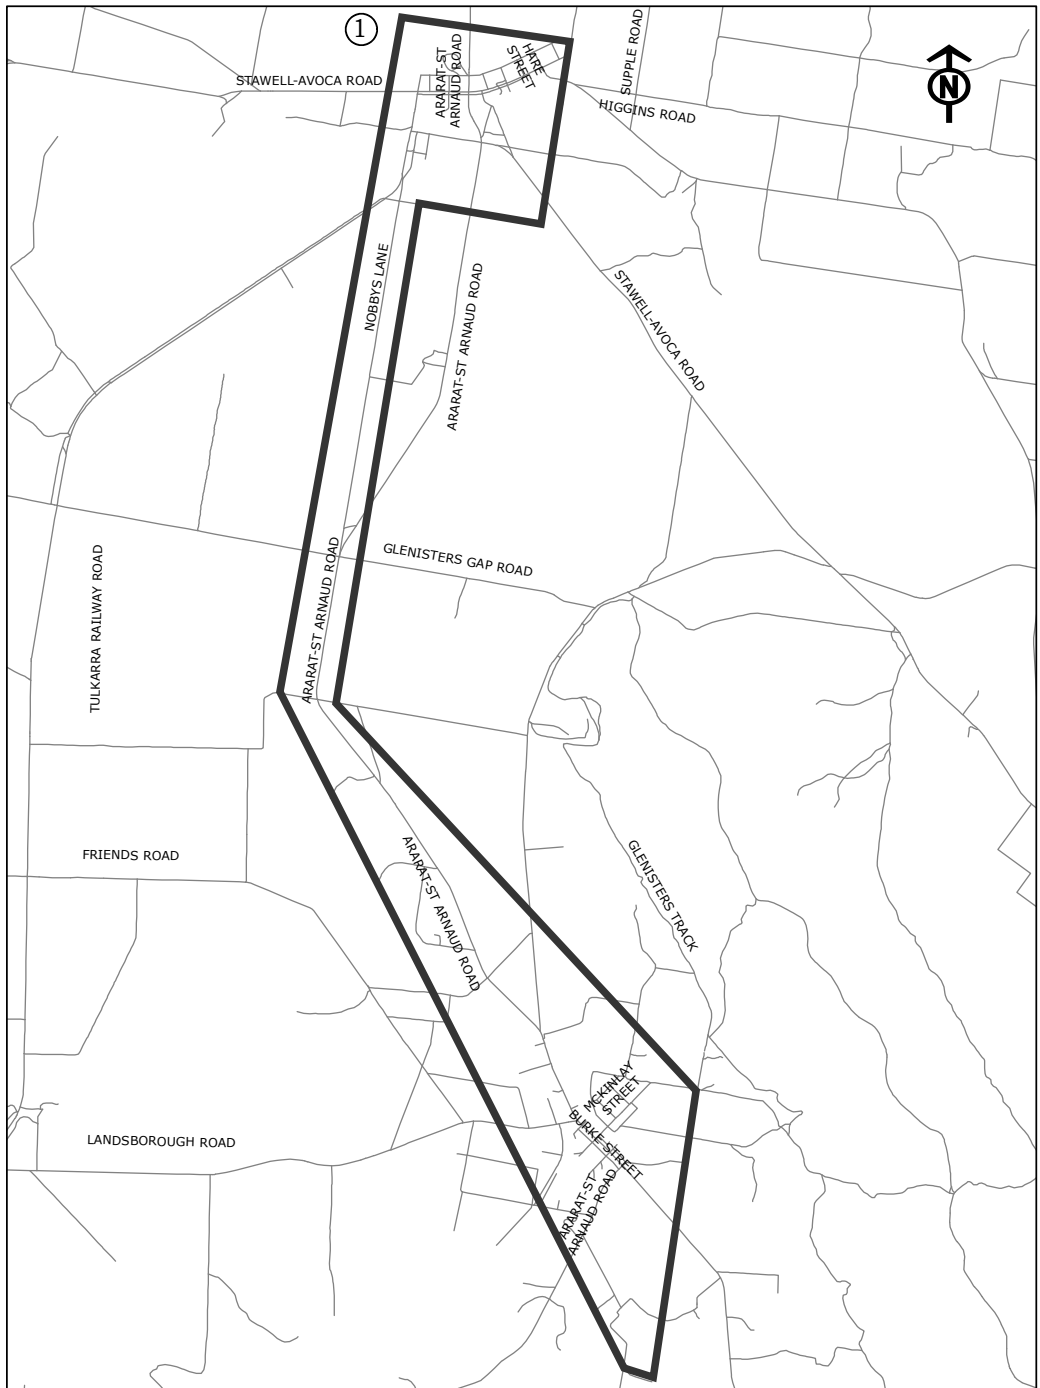 1
SUPPLE ROAD
HARE
STREET
ARARAT-ST
ARNAUD ROAD
N
STAWELL-AVOCA ROAD
HIGGINS ROAD
NOBBYS LANE
ARARAT-ST ARNAUD ROAD
STAWELL-AVOCA ROAD
GLENISTERS GAP ROAD
ARARAT-ST ARNAUD ROAD
TULKARRA RAILWAY ROAD
FRIENDS ROAD
ARARAT-ST ARNAUD ROAD
GLENISTERS TRACK
MCKINLAY
STREET
BURKE STREET
LANDSBOROUGH ROAD
ARARAT-ST
ARNAUD ROAD